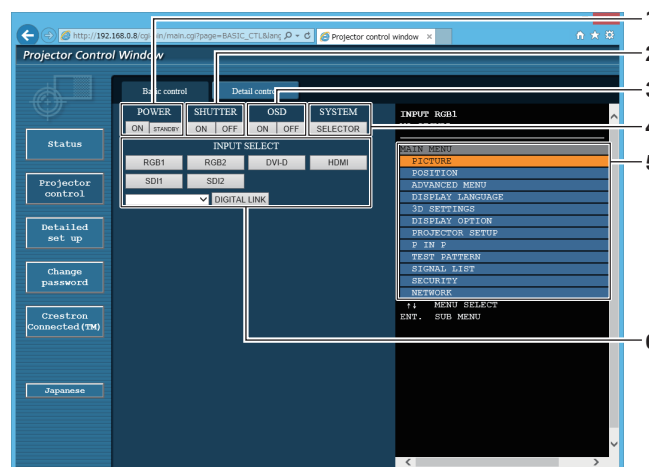 http://192.168.0.8/cgi-bin/main.cgi?page=BASIC_CTL&lang
Projector control window
Projector Control Window
Basic control
Detail control
POWER
SHUTTER
OSD
SYSTEM
ON
STANDBY
ON
OFF
ON
OFF
SELECTOR
INPUT SELECT
RGB1
RGB2
DVI-D
HDMI
SDI1
SDI2
DIGITAL LINK
Status
Projector
control
Detailed
set up
Change
password
Crestron
Connected(TM)
Japanese
INPUT RGB1
MAIN MENU
PICTURE
POSITION
ADVANCED MENU
DISPLAY LANGUAGE
3D SETTINGS
DISPLAY OPTION
PROJECTOR SETUP
P IN P
TEST PATTERN
SIGNAL LIST
SECURITY
NETWORK
↑↓ MENU SELECT
ENT. SUB MENU
1
2
3
4
5
6